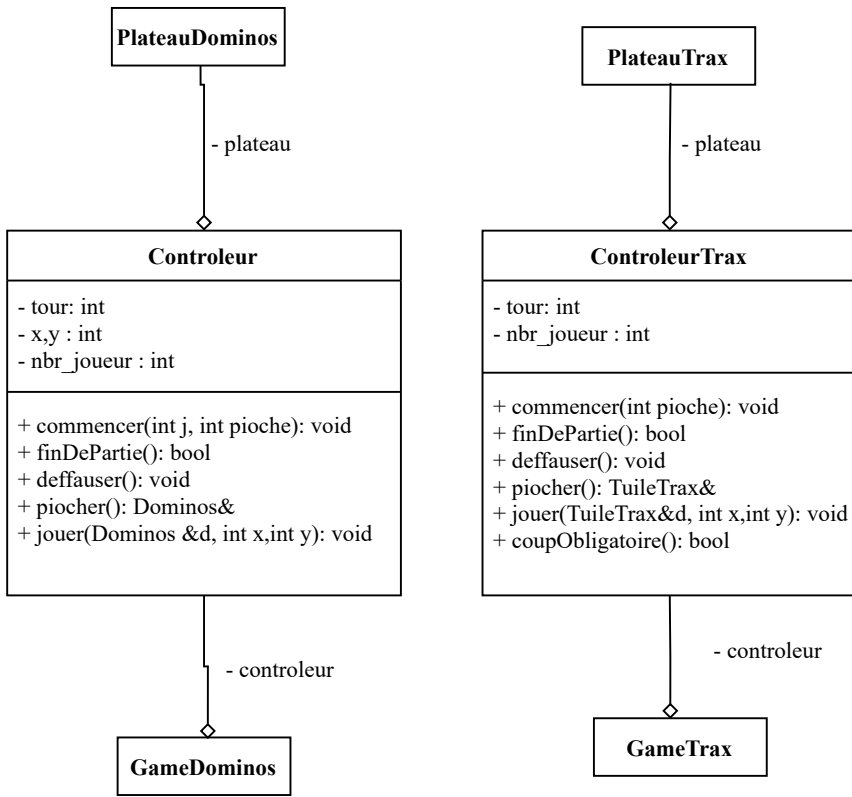 PlateauDominos
- plateau
Controleur
- tour: int
- x,y : int
- nbr_joueur : int
+ commencer(int j, int pioche): void
+ finDePartie(): bool
+ deffauser(): void
+ piocher(): Dominos&
+ jouer(Dominos &d, int x,int y): void
- controleur
GameDominos
PlateauTrax
- plateau
ControleurTrax
- tour: int
- nbr_joueur : int
+ commencer(int pioche): void
+ finDePartie(): bool
+ deffauser(): void
+ piocher(): TuileTrax&
+ jouer(TuileTrax&d, int x,int y): void
+ coupObligatoire(): bool
- controleur
GameTrax